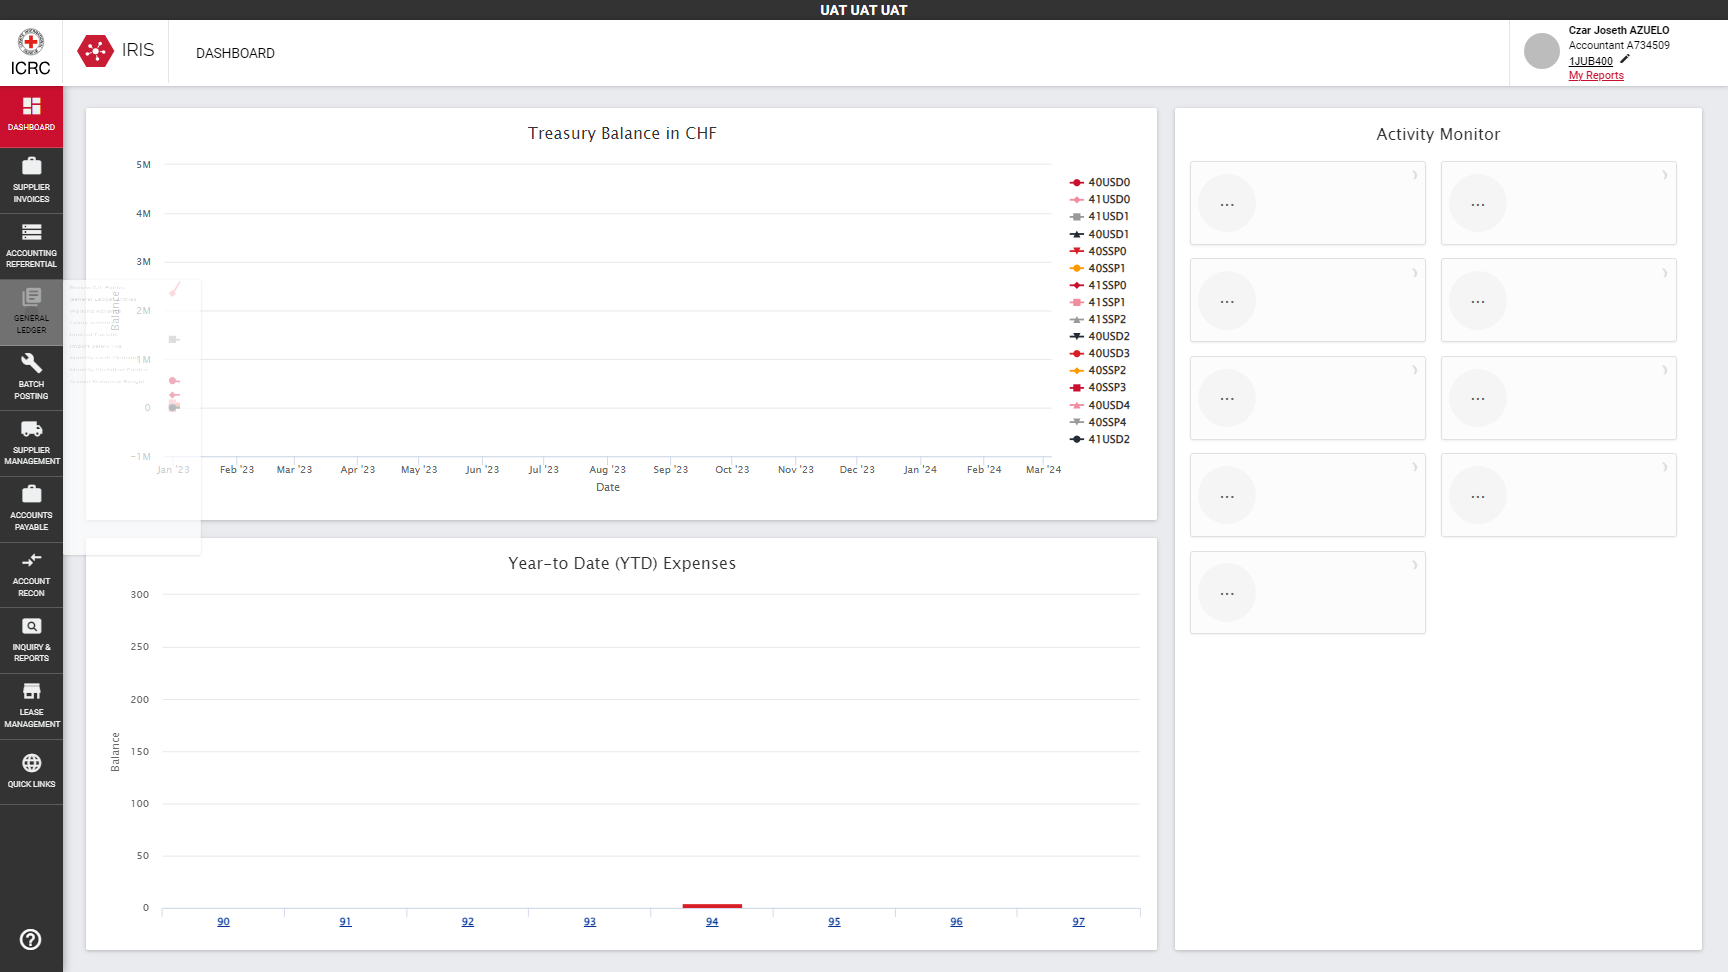 UAT UAT UAT
ICRC
IRIS
DASHBOARD
Czar Joseth AZUELO
Accountant A734509
1JUB400
My Reports
DASHBOARD
SUPPLIER
INVOICES
ACCOUNTING
REFERENTIAL
GENERAL
LEDGER
BATCH
POSTING
SUPPLIER
MANAGEMENT
ACCOUNTS
PAYABLE
ACCOUNT
RECON
INQUIRY &
REPORTS
LEASE
MANAGEMENT
QUICK LINKS
Treasury Balance in CHF
5M
4M
3M
2M
1M
0
-1M
Balance
Jan '23
Feb '23
Mar '23
Apr '23
May '23
Jun '23
Jul '23
Aug '23
Sep '23
Oct '23
Nov '23
Dec '23
Jan '24
Feb '24
Mar '24
Date
40USD0
41USD0
41USD1
40USD1
40SSP0
40SSP1
41SSP0
41SSP1
41SSP2
40USD2
40USD3
40SSP2
40SSP3
40USD4
40SSP4
41USD2
Year-to Date (YTD) Expenses
300
250
200
150
100
50
0
Balance
90
91
92
93
94
95
96
97
Activity Monitor
...
...
...
...
...
...
...
...
...